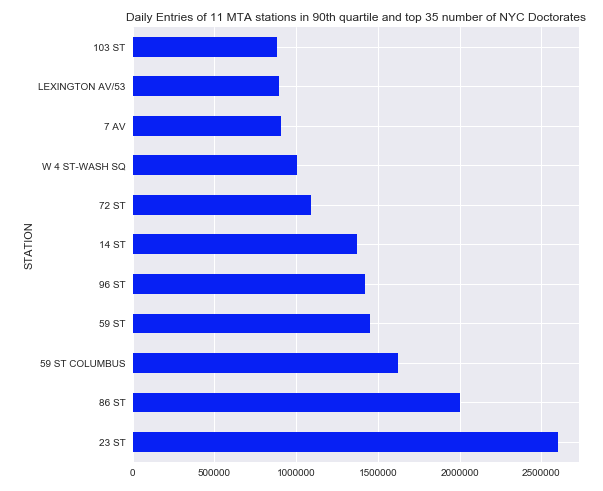 Daily Entries of 11 MTA stations in 90th quartile and top 35 number of NYC Doctorates
STATION
103 ST
LEXINGTON AV/53
7 AV
W 4 ST-WASH SQ
72 ST
14 ST
96 ST
59 ST
59 ST COLUMBUS
86 ST
23 ST
0 500000 1000000 1500000 2000000 2500000